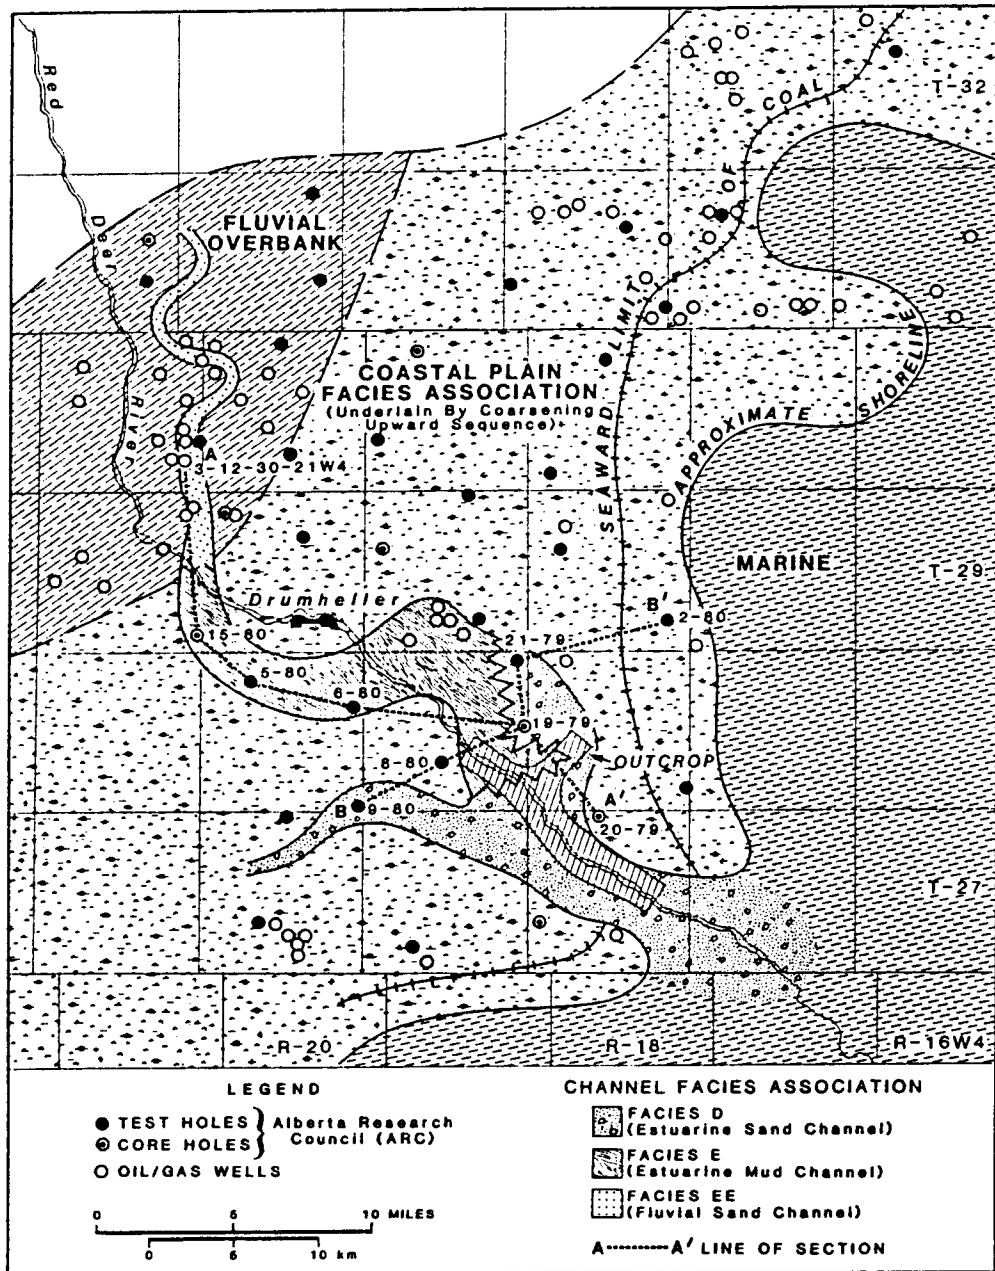 Red
Deer
River
T-32
COAL
OF
LIMIT
SEAWARD
FLUVIAL
OVERBANK
COASTAL PLAIN
FACIES ASSOCIATION
(Underlain By Coarsening
Upward Sequence)
APPROXIMATE
SHORELINE
A
3-12-30-21W4
MARINE
T-29
Drumheller
B'
2-80
21-79
15-80
5-80
6-80
19-79
8-80
OUTCROP
A'
B
9-80
20-79
T-27
R-20
R-18
R-16W4
LEGEND
TEST HOLES
CORE HOLES
Alberta Research
Council (ARC)
OIL/GAS WELLS
0 5 10 MILES
0 5 10 km
CHANNEL FACIES ASSOCIATION
FACIES D
(Estuarine Sand Channel)
FACIES E
(Estuarine Mud Channel)
FACIES EE
(Fluvial Sand Channel)
A A' LINE OF SECTION